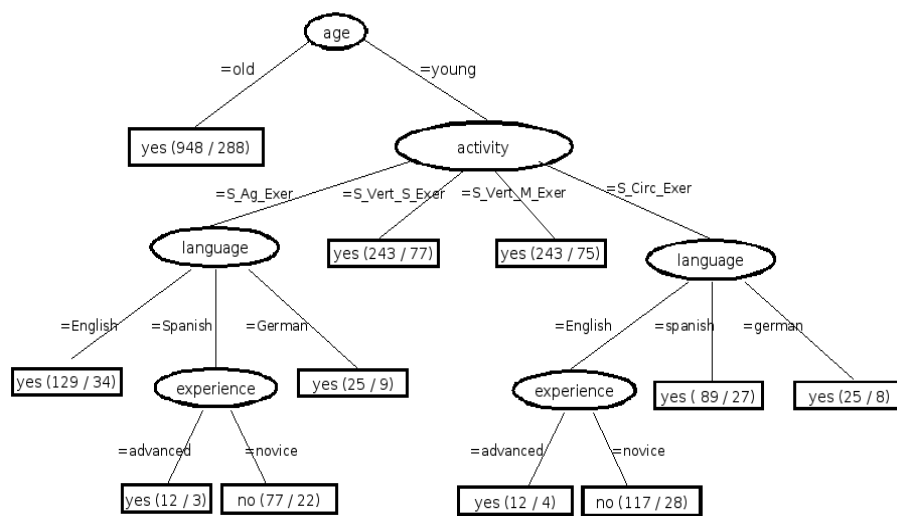 age
=old
=young
yes (948 / 288)
activity
=S_Ag_Exer
=S_Vert_S_Exer
=S_Vert_M_Exer
=S_Circ_Exer
language
yes (243 / 77)
yes (243 / 75)
language
=English
=Spanish
=German
=English
=spanish
=german
yes (129 / 34)
experience
yes (25 / 9)
experience
yes ( 89 / 27)
yes (25 / 8)
=advanced
=novice
=advanced
=novice
yes (12 / 3)
no (77 / 22)
yes (12 / 4)
no (117 / 28)